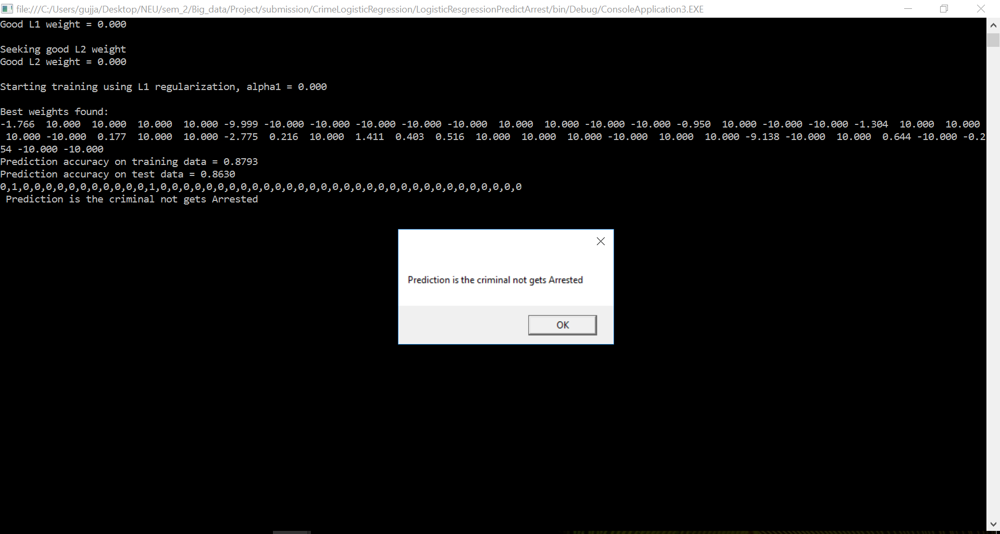 file:///C:/Users/gujja/Desktop/NEU/sem_2/Big_data/Project/submission/CrimeLogisticRegression/LogisticResgressionPredictArrest/bin/Debug/ConsoleApplication3.EXE
Good L1 weight = 0.000
Seeking good L2 weight
Good L2 weight = 0.000
Starting training using L1 regularization, alpha1 = 0.000
Best weights found:
-1.766  10.000  10.000  10.000  10.000 -9.999 -10.000 -10.000 -10.000 -10.000 -10.000  10.000  10.000 -10.000 -10.000 -0.950  10.000 -10.000 -10.000 -1.304  10.000  10.000
10.000 -10.000  0.177  10.000  10.000 -2.775  0.216  10.000  1.411  0.403  0.516  10.000  10.000  10.000 -10.000  10.000  10.000 -9.138 -10.000  10.000  0.644 -10.000 -0.2
54 -10.000 -10.000
Prediction accuracy on training data = 0.8793
Prediction accuracy on test data = 0.8630
0,1,0,0,0,0,0,0,0,0,0,0,0,1,0,0,0,0,0,0,0,0,0,0,0,0,0,0,0,0,0,0,0,0,0,0,0,0,0,0,0,0,0,0,0,0
Prediction is the criminal not gets Arrested
Prediction is the criminal not gets Arrested
OK